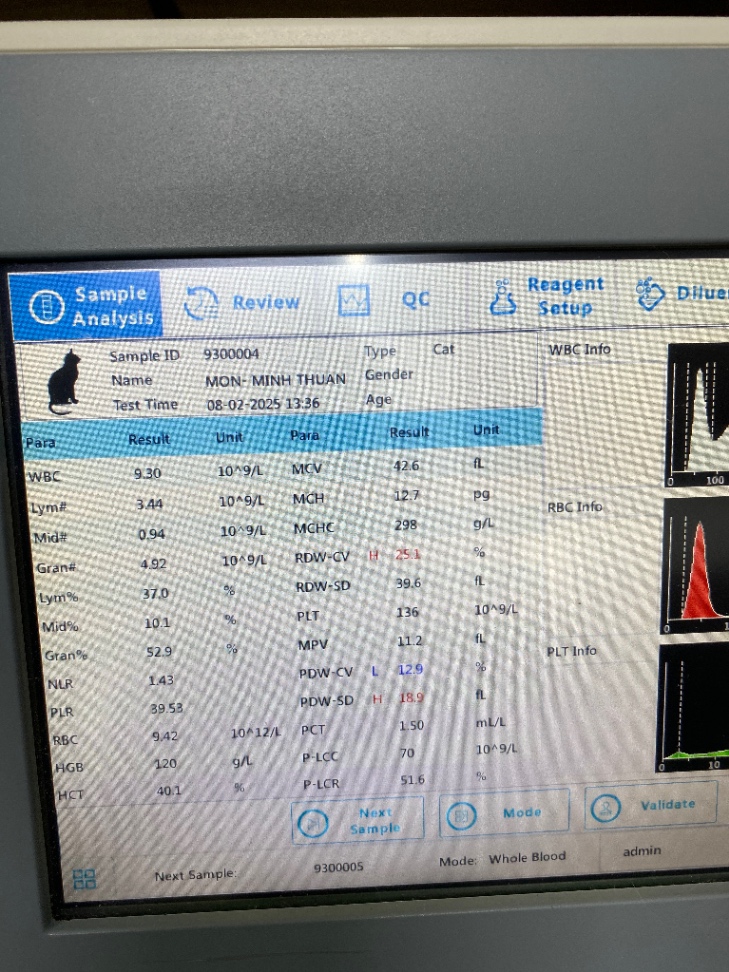 Sample Analysis
Review
QC
Reagent Setup
Sample ID 9300004 Type Cat
Name MON- MINH THUAN Gender
Test Time 08-02-2025 13:36 Age
Para Result Unit Para Result Unit
WBC 9.30 10^9/L MCV 42.6 fL
Lym# 3.44 10^9/L MCH 12.7 pg
Mid# 0.94 10^9/L MCHC 298 g/L
Gran# 4.92 10^9/L RDW-CV H 25.1 %
Lym% 37.0 % RDW-SD 39.6 fL
Mid% 10.1 % PLT 136 10^9/L
Gran% 52.9 % MPV 11.2 fL
NLR 1.43 PDW-CV L 12.9 %
PLR 39.53 PDW-SD H 18.9 fL
RBC 9.42 10^12/L PCT 1.50 mL/L
HGB 120 g/L P-LCC 70 10^9/L
HCT 40.1 % P-LCR 51.6 %
WBC Info
0 100
RBC Info
0
PLT Info
0 10
Next Sample
Mode
Validate
Next Sample: 9300005 Mode: Whole Blood admin